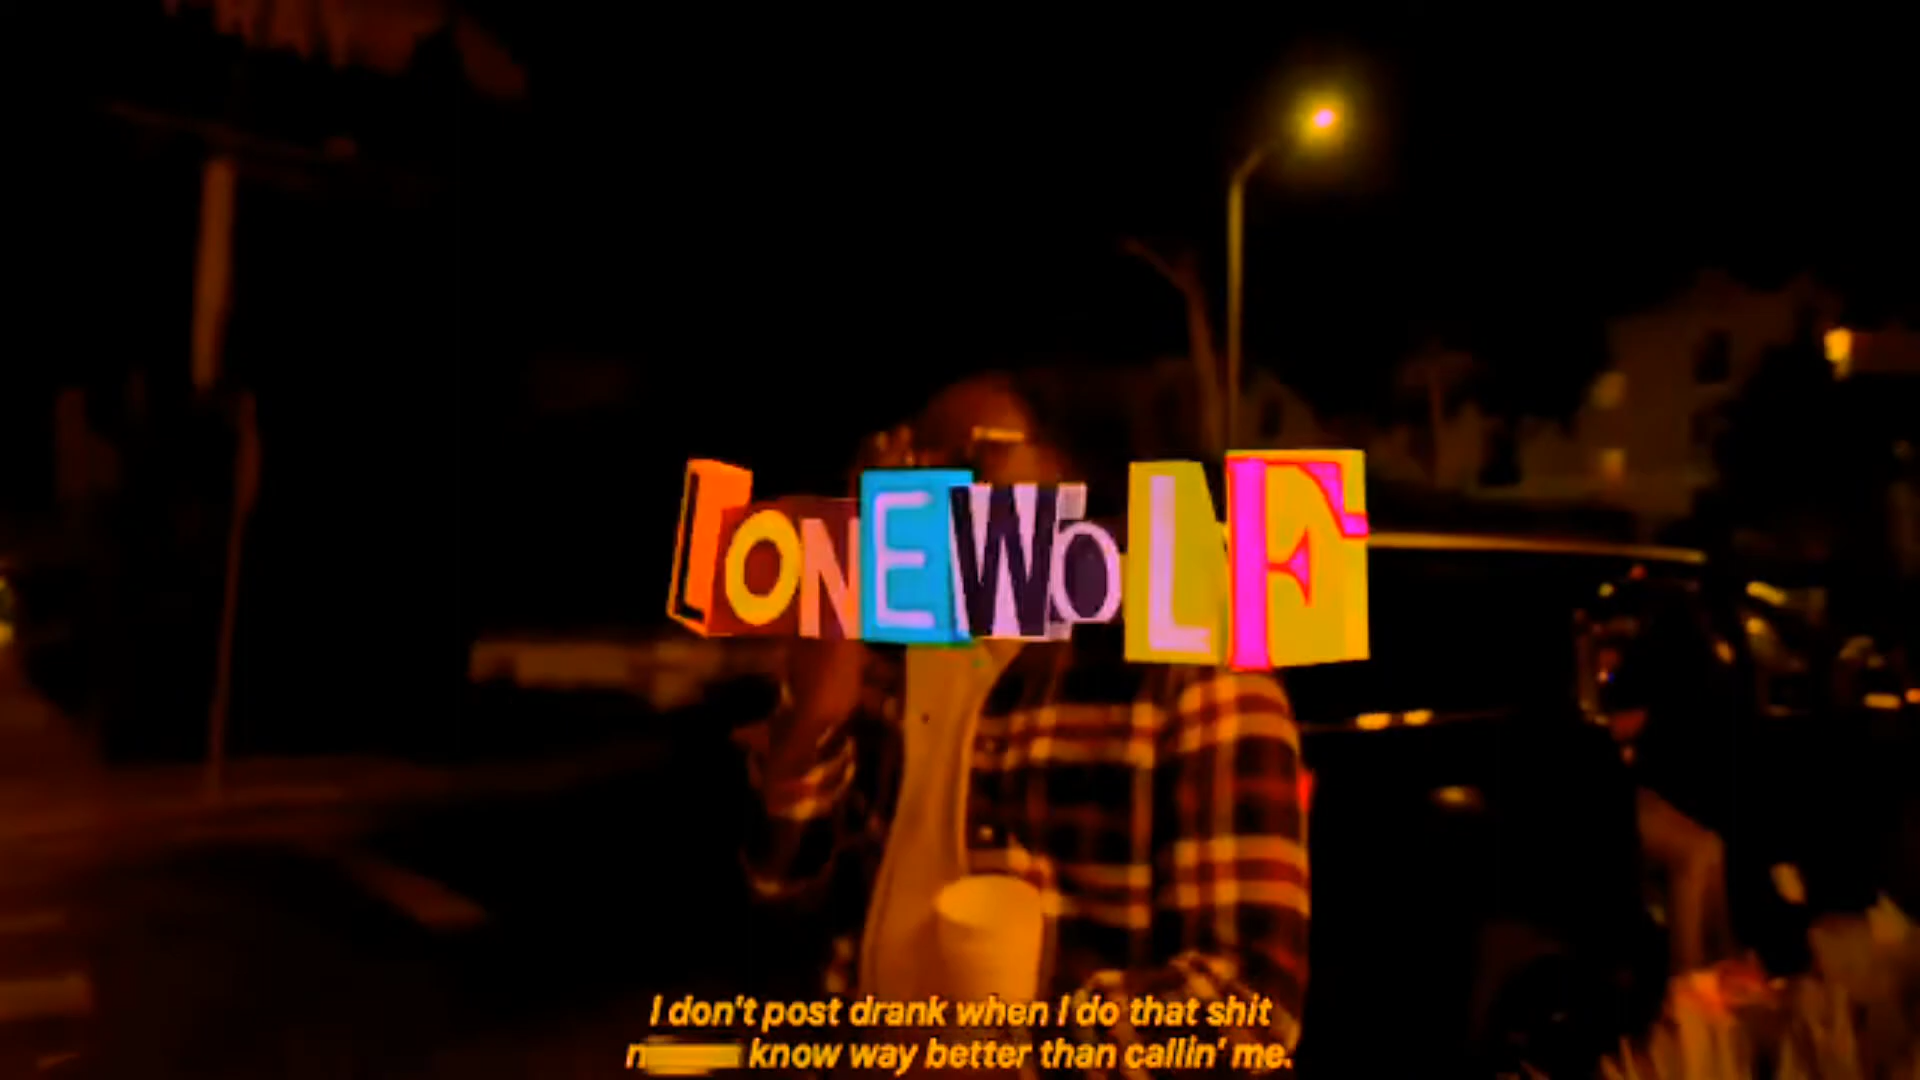 LONEWOLF
I don't post drank when I do that shit
n know way better than callin' me.